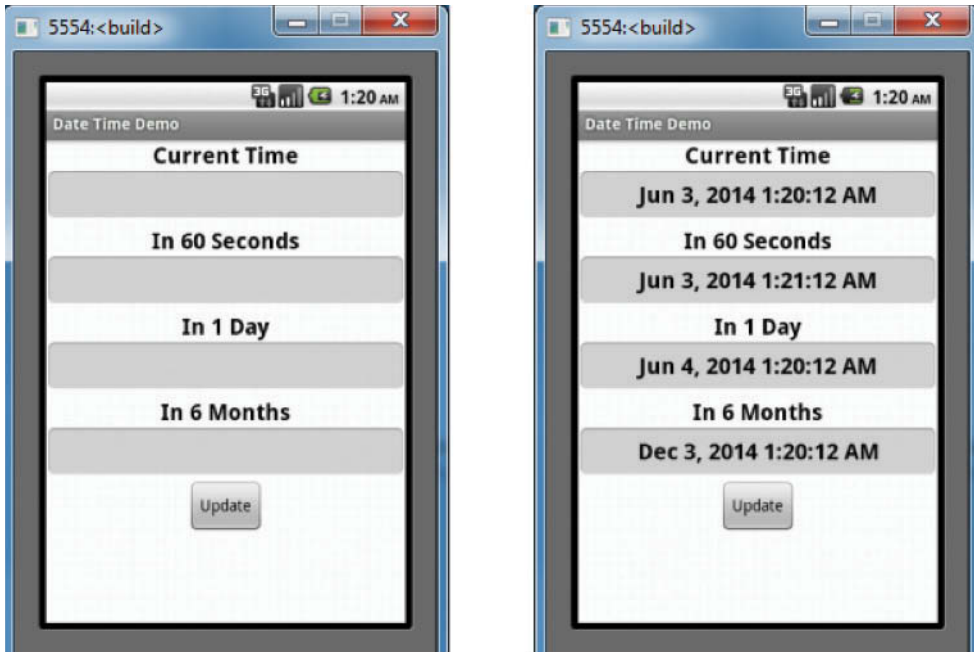 5554:<build>
3G 1:20 AM
Date Time Demo
Current Time
In 60 Seconds
In 1 Day
In 6 Months
Update
5554:<build>
3G 1:20 AM
Date Time Demo
Current Time
Jun 3, 2014 1:20:12 AM
In 60 Seconds
Jun 3, 2014 1:21:12 AM
In 1 Day
Jun 4, 2014 1:20:12 AM
In 6 Months
Dec 3, 2014 1:20:12 AM
Update